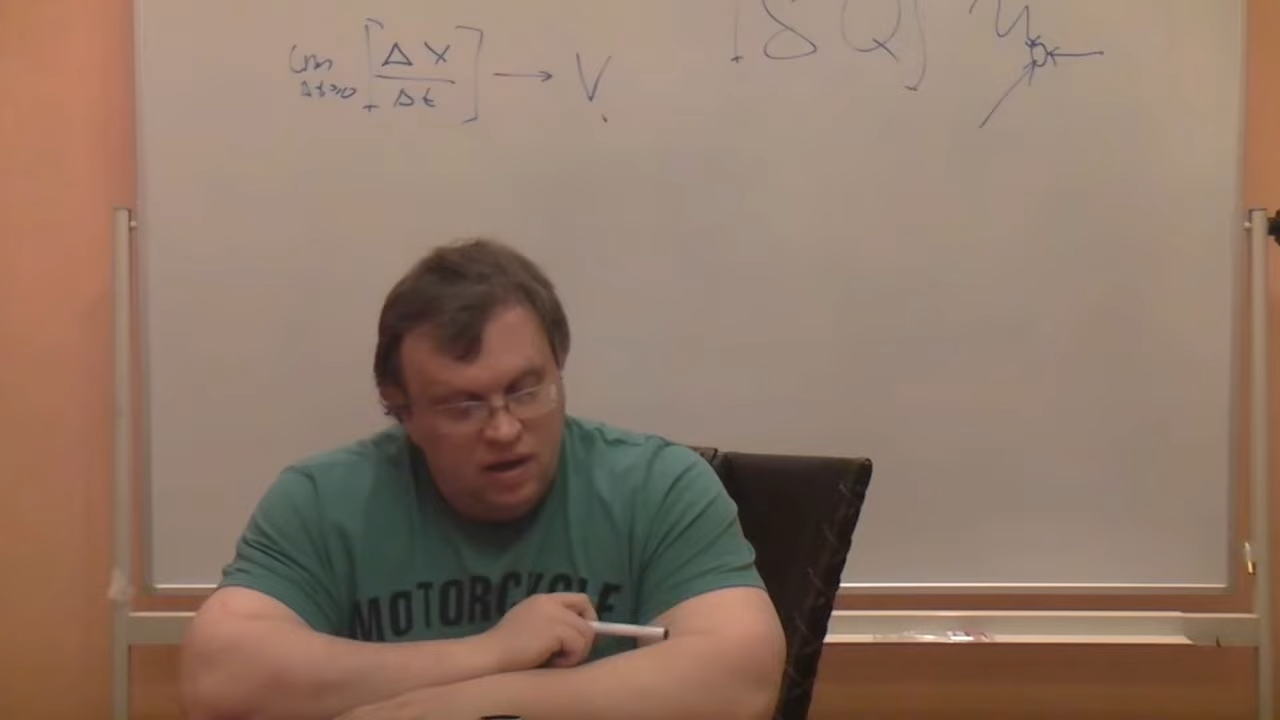 lim [ΔX / Δt] → V
Δt→0
[δQ]
MOTORCYCLE